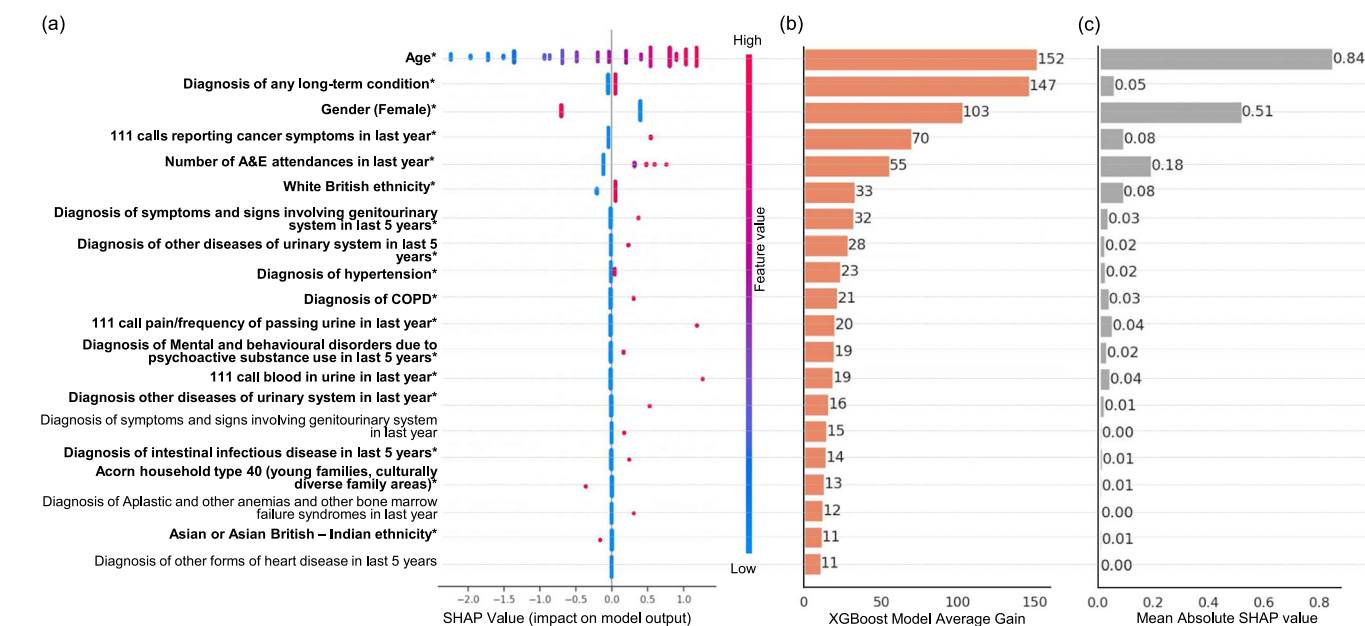 (a)
(b)
(c)
Age*
Diagnosis of any long-term condition*
Gender (Female)*
111 calls reporting cancer symptoms in last year*
Number of A&E attendances in last year*
White British ethnicity*
Diagnosis of symptoms and signs involving genitourinary
system in last 5 years*
Diagnosis of other diseases of urinary system in last 5
years*
Diagnosis of hypertension*
Diagnosis of COPD*
111 call pain/frequency of passing urine in last year*
Diagnosis of Mental and behavioural disorders due to
psychoactive substance use in last 5 years*
111 call blood in urine in last year*
Diagnosis other diseases of urinary system in last year*
Diagnosis of symptoms and signs involving genitourinary system
in last year
Diagnosis of intestinal infectious disease in last 5 years*
Acorn household type 40 (young families, culturally
diverse family areas)*
Diagnosis of Aplastic and other anemias and other bone marrow
failure syndromes in last year
Asian or Asian British – Indian ethnicity*
Diagnosis of other forms of heart disease in last 5 years
−2.0 −1.5 −1.0 −0.5 0.0 0.5 1.0
SHAP Value (impact on model output)
High
Feature value
Low
152
147
103
70
55
33
32
28
23
21
20
19
19
16
15
14
13
12
11
11
0 50 100 150
XGBoost Model Average Gain
0.84
0.05
0.51
0.08
0.18
0.08
0.03
0.02
0.02
0.03
0.04
0.02
0.04
0.01
0.00
0.01
0.01
0.00
0.01
0.00
0.0 0.2 0.4 0.6 0.8
Mean Absolute SHAP value